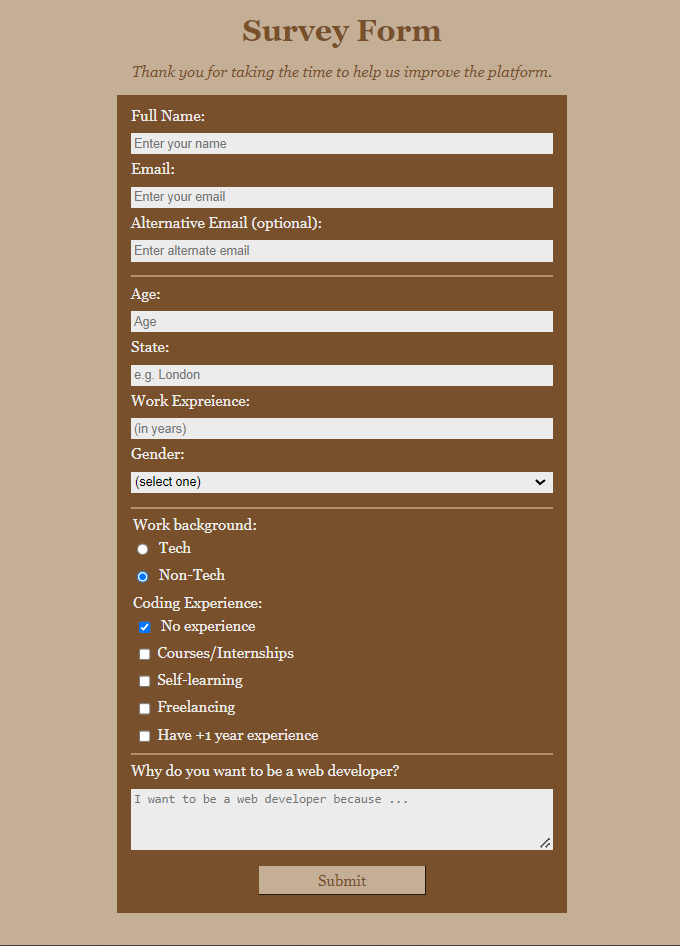 Survey Form
Thank you for taking the time to help us improve the platform.
Full Name:
Enter your name
Email:
Enter your email
Alternative Email (optional):
Enter alternate email
Age:
Age
State:
e.g. London
Work Expreience:
(in years)
Gender:
(select one)
Work background:
Tech
Non-Tech
Coding Experience:
No experience
Courses/Internships
Self-learning
Freelancing
Have +1 year experience
Why do you want to be a web developer?
I want to be a web developer because ...
Submit